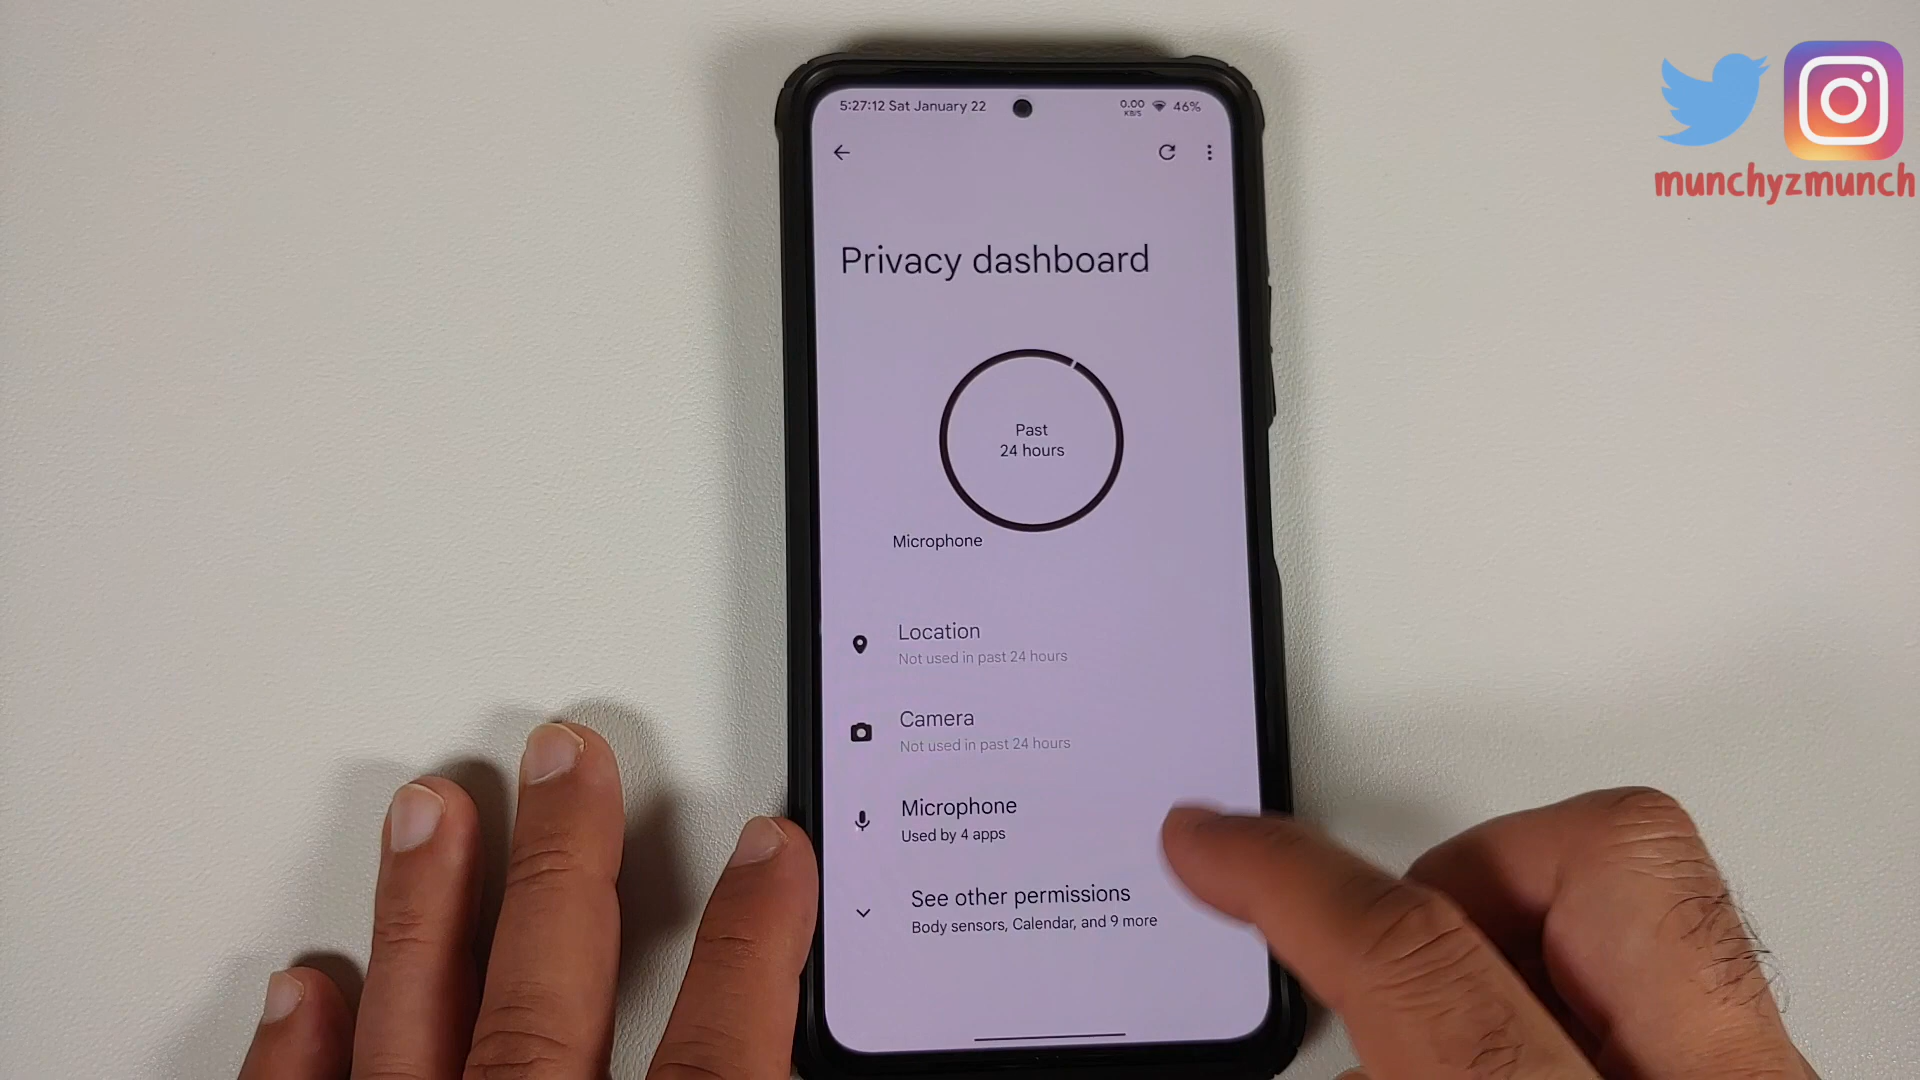 5:27:12 Sat January 22
0.00 KB/S 46%
munchyzmunch
Privacy dashboard
Past
24 hours
Microphone
Location
Not used in past 24 hours
Camera
Not used in past 24 hours
Microphone
Used by 4 apps
See other permissions
Body sensors, Calendar, and 9 more